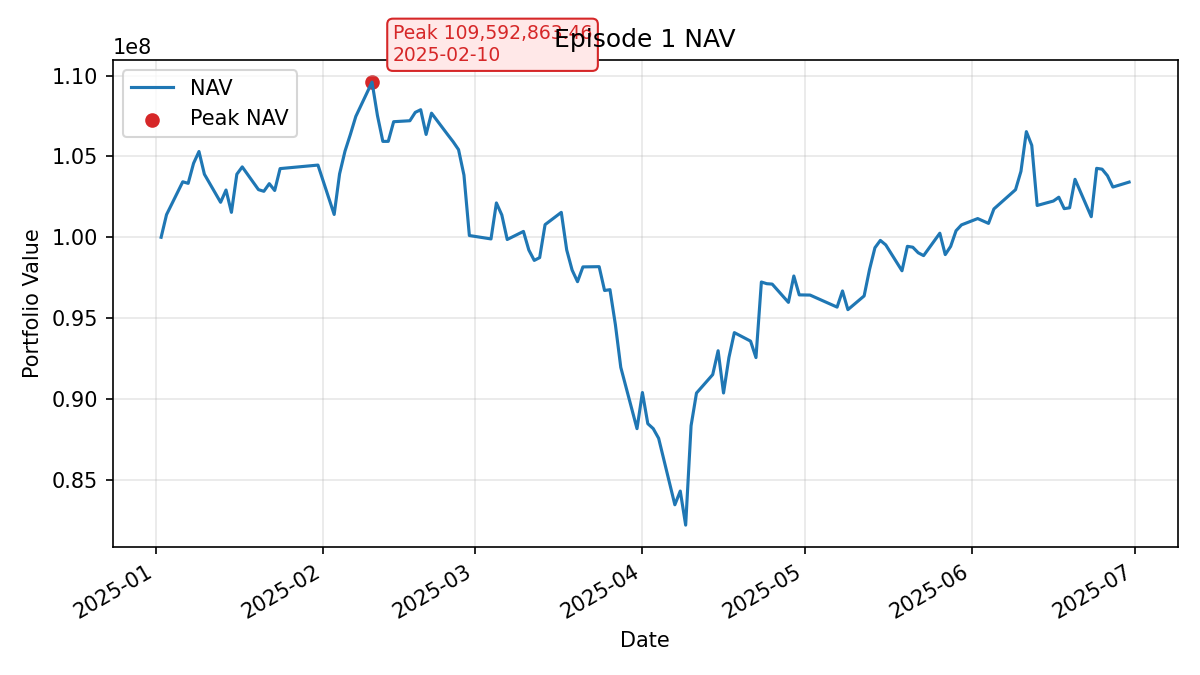 Peak 109,592,863.46
2025-02-10
Episode 1 NAV
1e8
NAV
Peak NAV
1.10
1.05
1.00
0.95
0.90
0.85
Portfolio Value
2025-01
2025-02
2025-03
2025-04
2025-05
2025-06
2025-07
Date